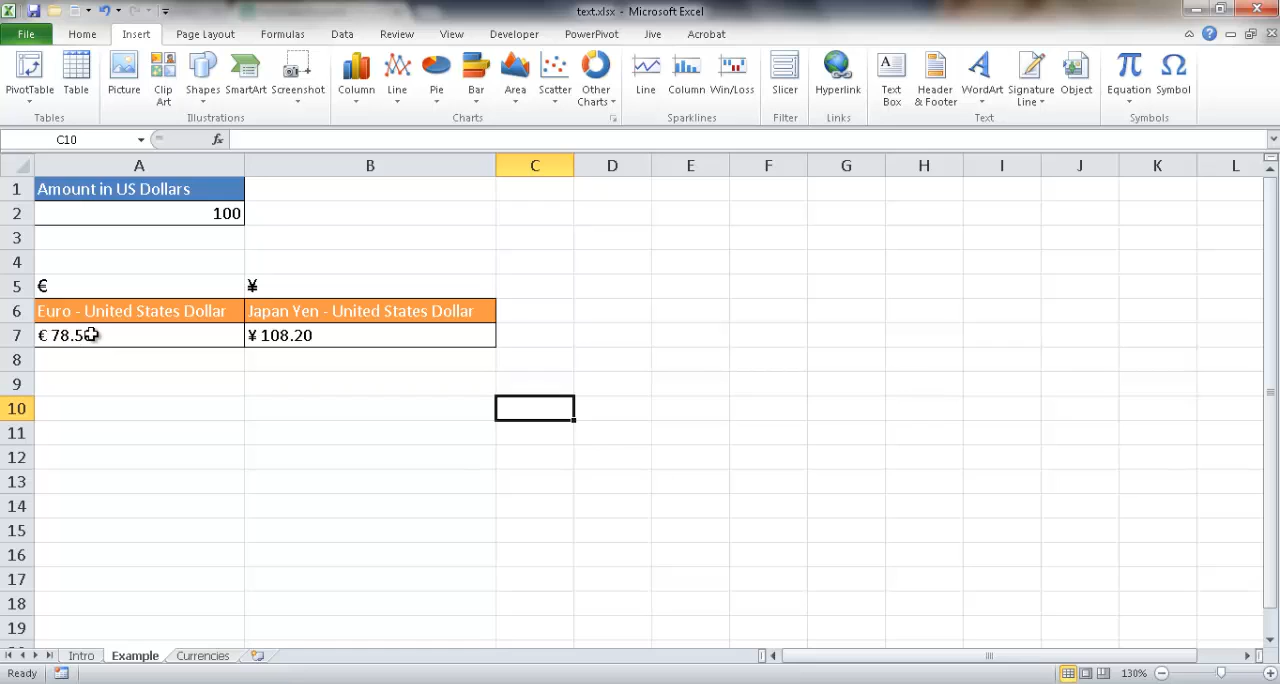 text.xlsx - Microsoft Excel
File Home Insert Page Layout Formulas Data Review View Developer PowerPivot Jive Acrobat
PivotTable Table Picture Clip Art Shapes SmartArt Screenshot Column Line Pie Bar Area Scatter Other Charts Line Column Win/Loss Slicer Hyperlink Text Box Header & Footer WordArt Signature Line Object Equation Symbol
Tables Illustrations Charts Sparklines Filter Links Text Symbols
C10 fx
A B C D E F G H I J K L
1 Amount in US Dollars
2 100
3
4
5 € ¥
6 Euro - United States Dollar Japan Yen - United States Dollar
7 € 78.5 ¥ 108.20
8
9
10
11
12
13
14
15
16
17
18
19
Intro Example Currencies
Ready 130%